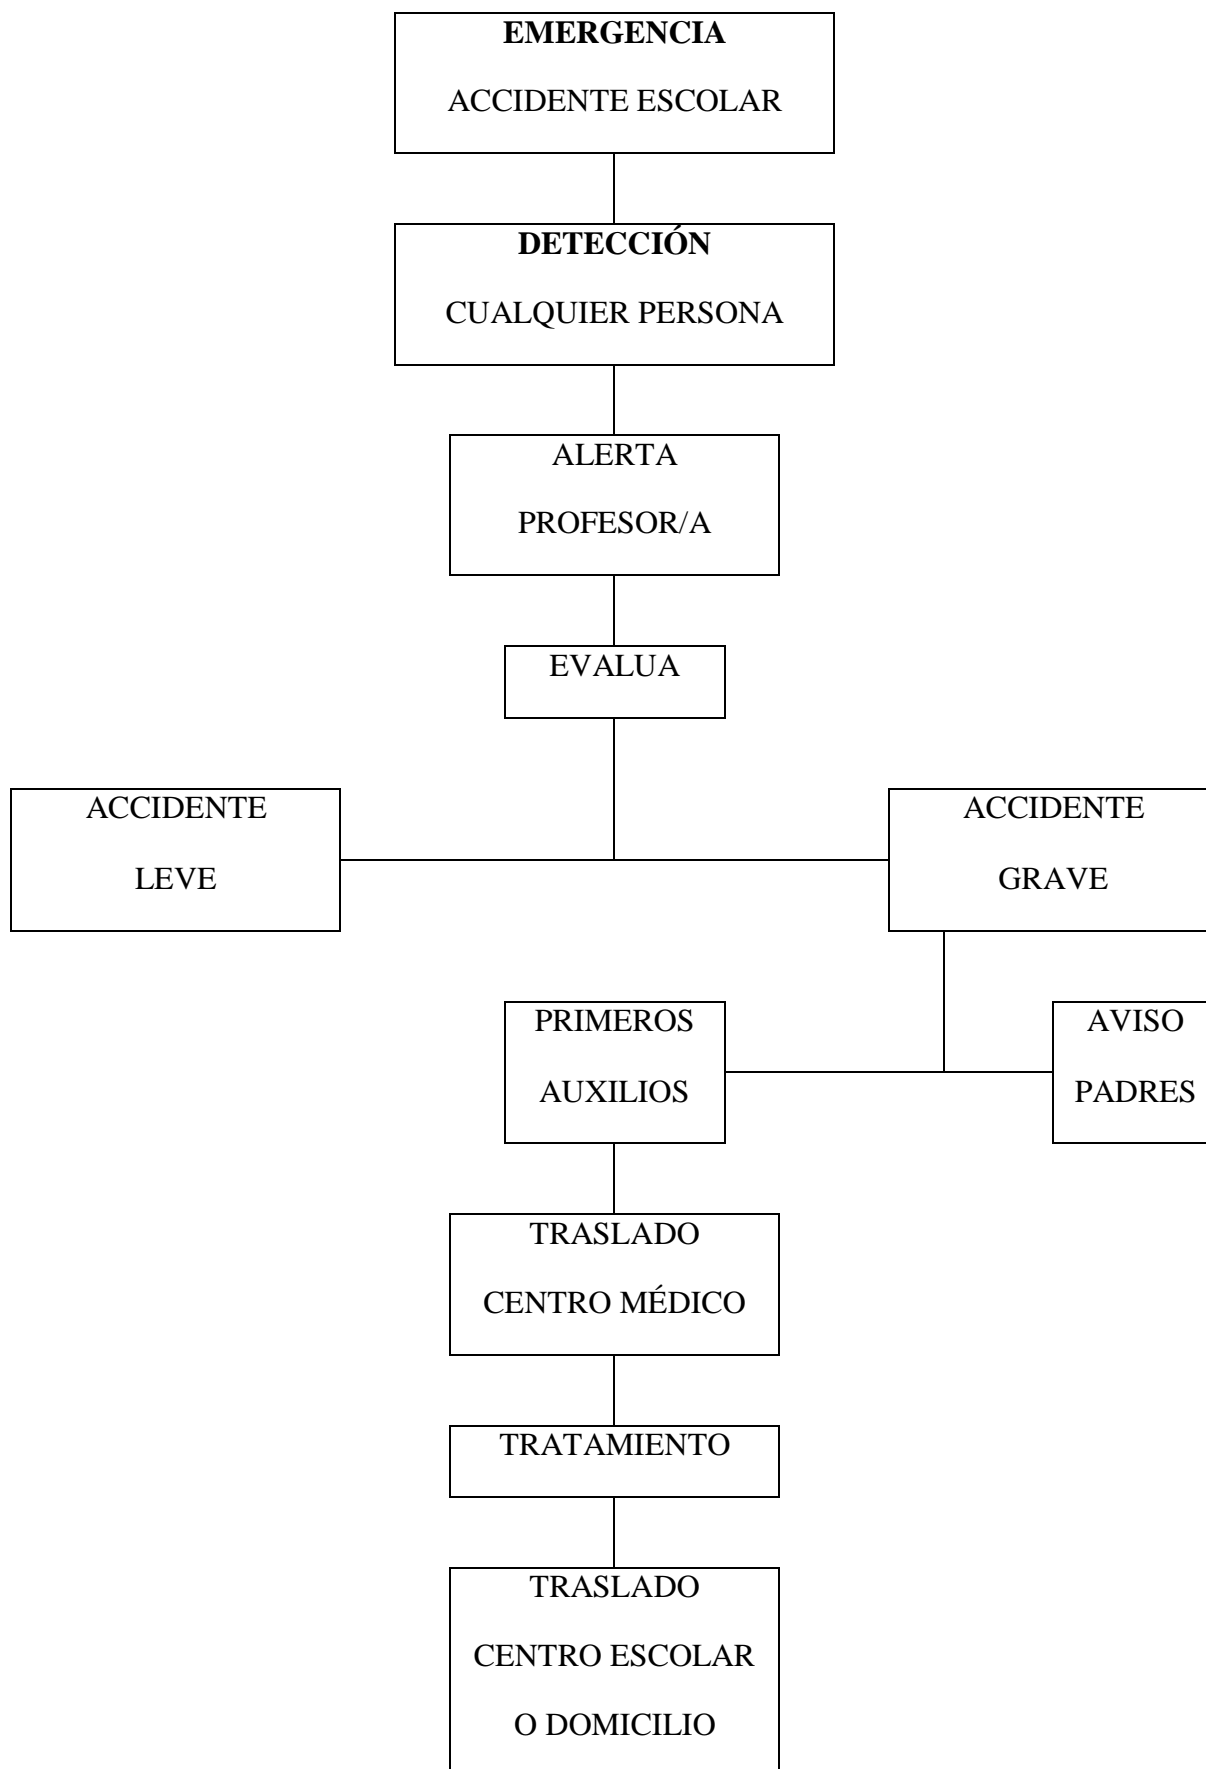 EMERGENCIA
ACCIDENTE ESCOLAR
DETECCIÓN
CUALQUIER PERSONA
ALERTA
PROFESOR/A
EVALUA
ACCIDENTE
LEVE
ACCIDENTE
GRAVE
PRIMEROS
AUXILIOS
AVISO
PADRES
TRASLADO
CENTRO MÉDICO
TRATAMIENTO
TRASLADO
CENTRO ESCOLAR
O DOMICILIO